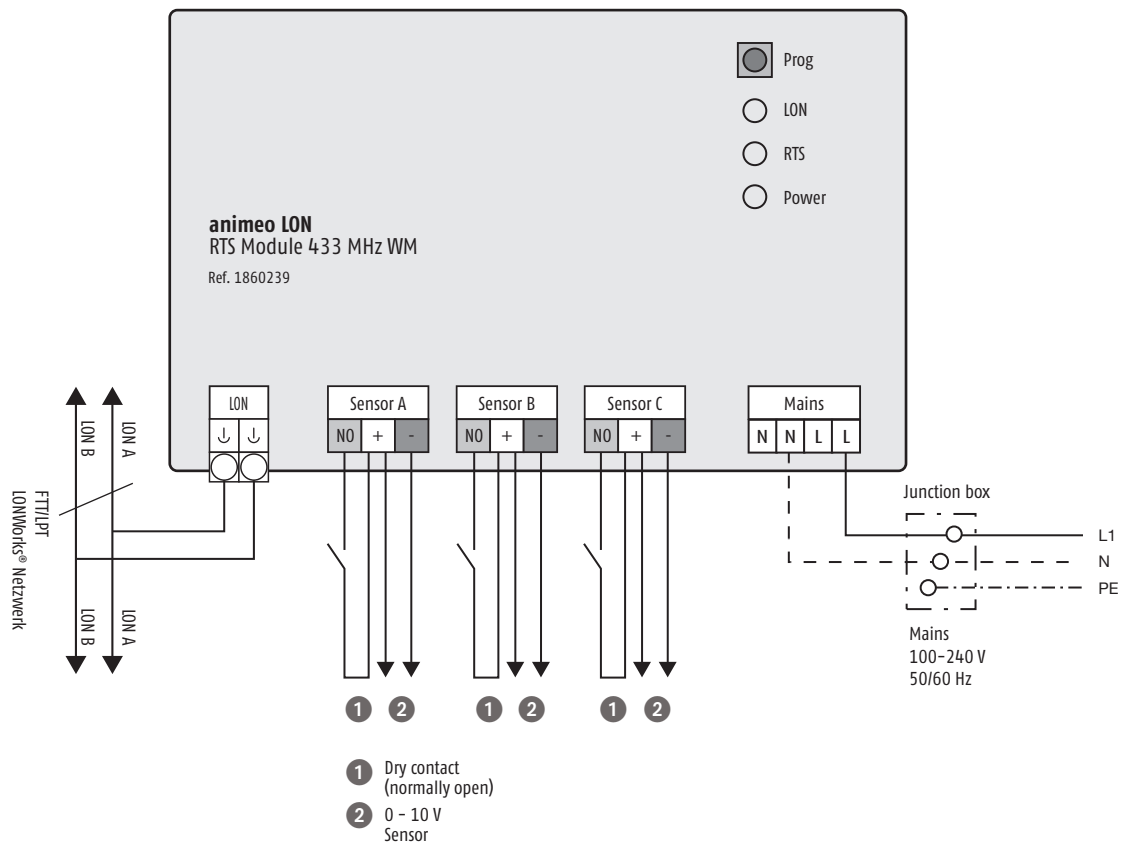 Prog
LON
RTS
Power
animeo LON
RTS Module 433 MHz WM
Ref. 1860239
LON
Sensor A
NO + -
Sensor B
NO + -
Sensor C
NO + -
Mains
N N L L
LON B
LON A
FTT/LPT
LONWorks® Netzwerk
LON B
LON A
Junction box
L1
N
PE
Mains
100-240 V
50/60 Hz
1 2
1 2
1 2
1 Dry contact
(normally open)
2 0 - 10 V
Sensor